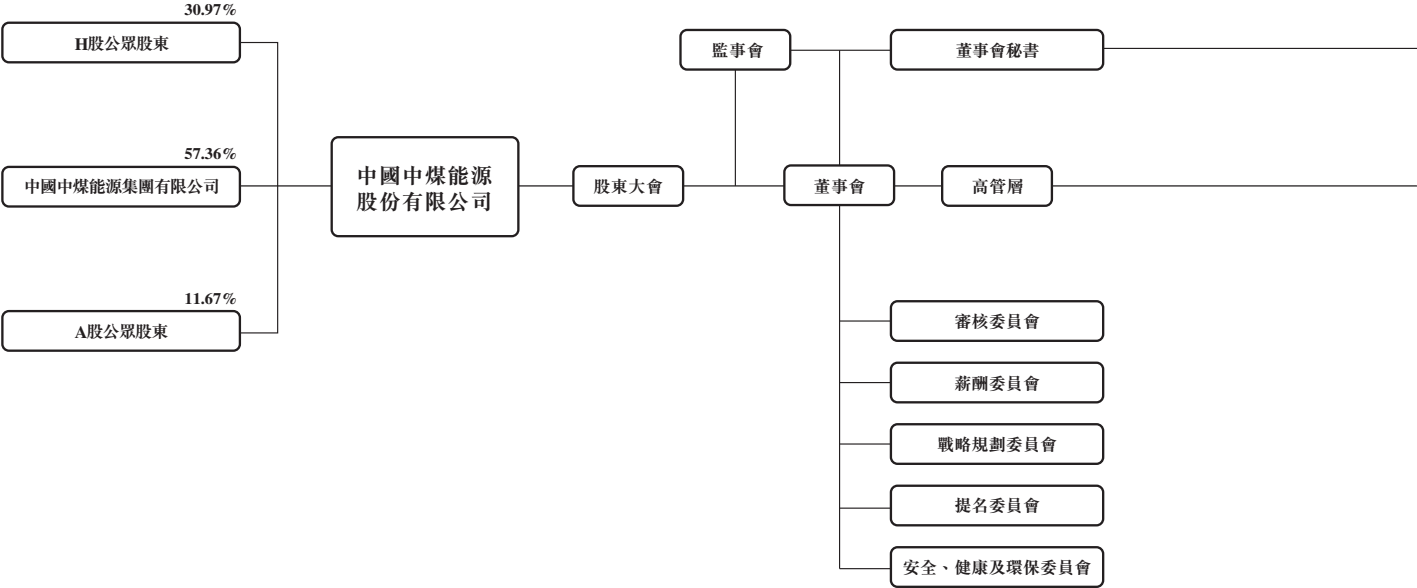 30.97%
H股公眾股東
57.36%
中國中煤能源集團有限公司
11.67%
A股公眾股東
中國中煤能源
股份有限公司
股東大會
監事會
董事會
董事會秘書
高管層
審核委員會
薪酬委員會
戰略規劃委員會
提名委員會
安全、健康及環保委員會